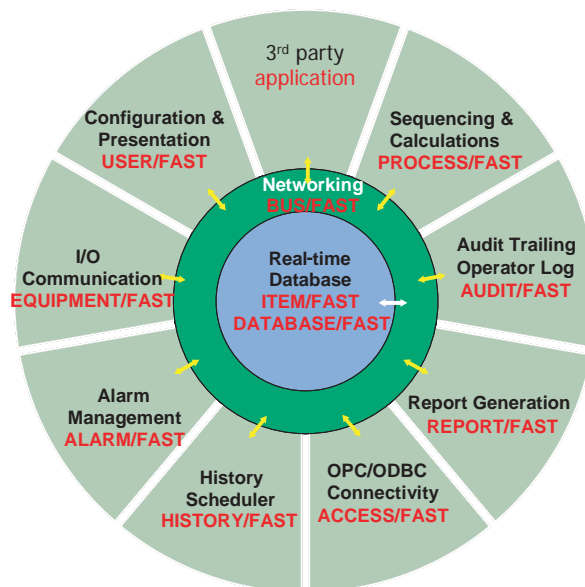 3rd party
application
Sequencing &
Calculations
PROCESS/FAST
Audit Trailing
Operator Log
AUDIT/FAST
Report Generation
REPORT/FAST
OPC/ODBC
Connectivity
ACCESS/FAST
History
Scheduler
HISTORY/FAST
Alarm
Management
ALARM/FAST
I/O
Communication
EQUIPMENT/FAST
Configuration &
Presentation
USER/FAST
Networking
BUS/FAST
Real-time
Database
ITEM/FAST
DATABASE/FAST